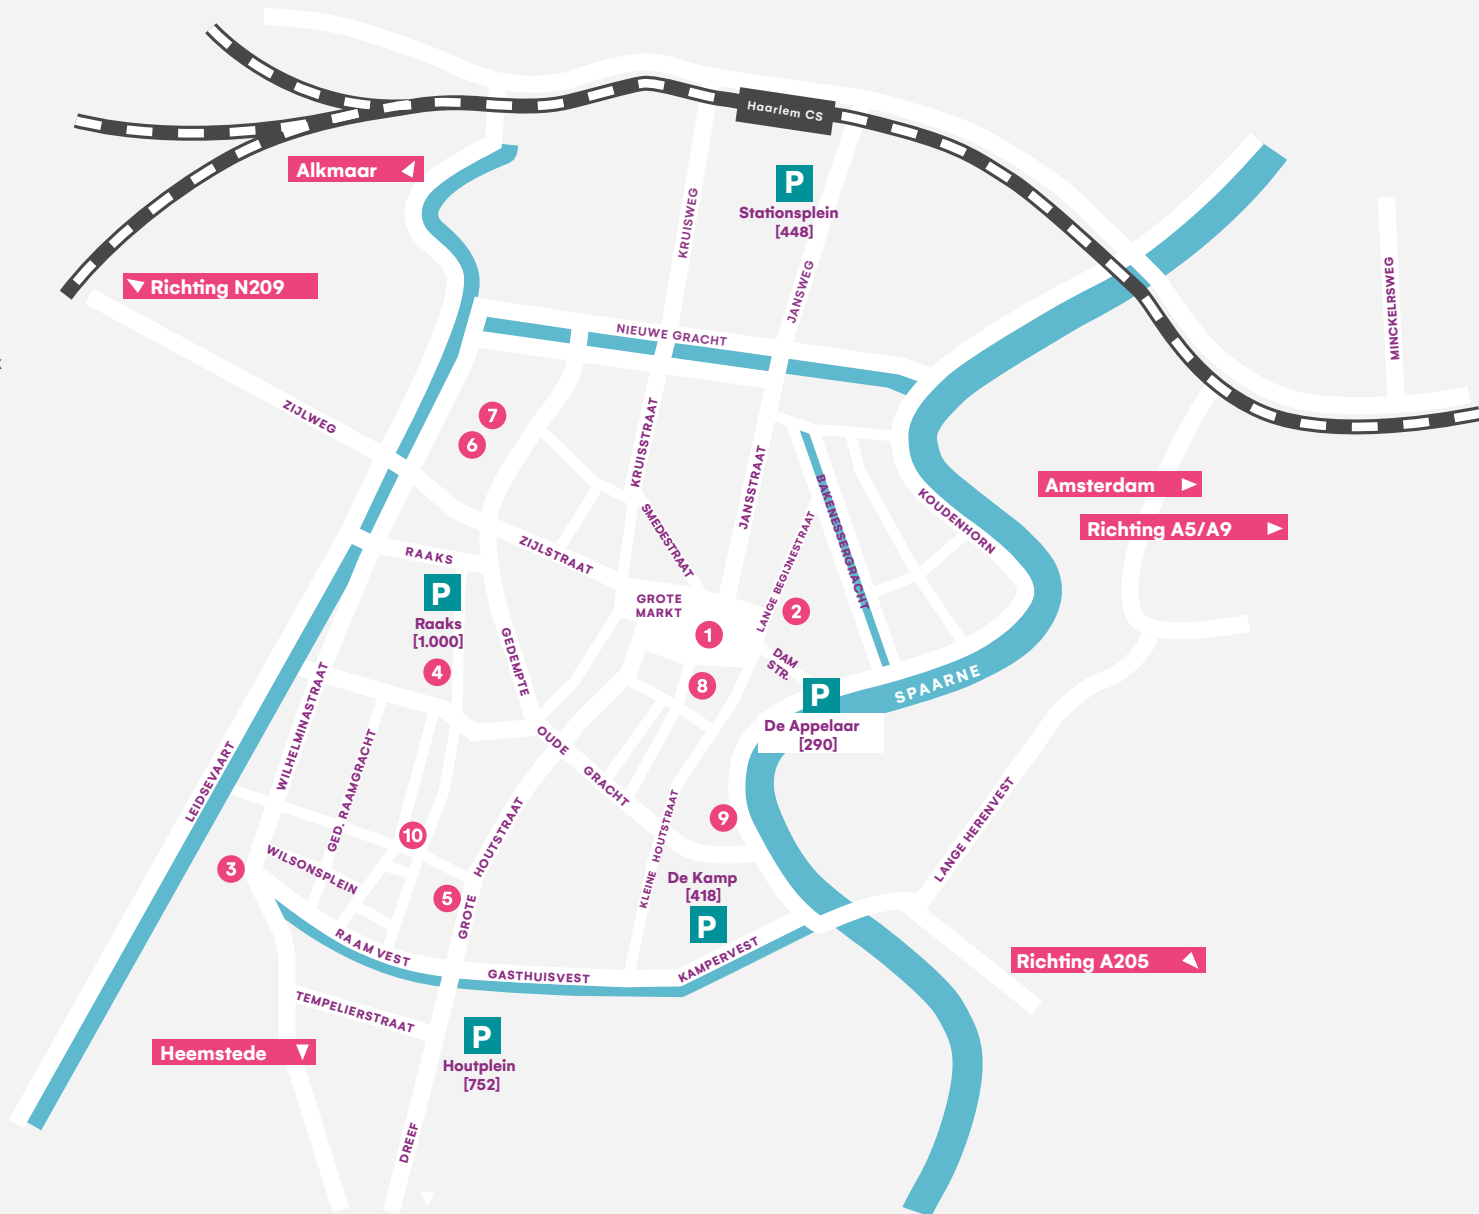 Haarlem CS
Alkmaar
P
Stationsplein
[448]
KRUISWEG
JANSWEG
MINCKELRSWEG
Richting N209
NIEUWE GRACHT
ZIJLWEG
7
6
KRUISSTRAAT
JANSSTRAAT
BAKENESSERGRACHT
KOUDENHORN
Amsterdam
Richting A5/A9
SMEDESTRAAT
LANGE BEGIJNESTRAAT
RAAKS
ZIJLSTRAAT
P
Raaks
[1.000]
GROTE
MARKT
1
2
4
GEDEMPTE
OUDE
GRACHT
DAM
STR.
8
P
De Appelaar
[290]
SPAARNE
WILHELMINASTRAAT
LEIDSEVAART
GED. RAAMGRACHT
GROTE HOUTSTRAAT
KLEINE HOUTSTRAAT
9
10
3
WILSONSPLEIN
5
De Kamp
[418]
P
LANGE HERENVEST
RAAM VEST
GASTHUISVEST
KAMPERVEST
Richting A205
TEMPELIERSTRAAT
P
Houtplein
[752]
Heemstede
DREEF